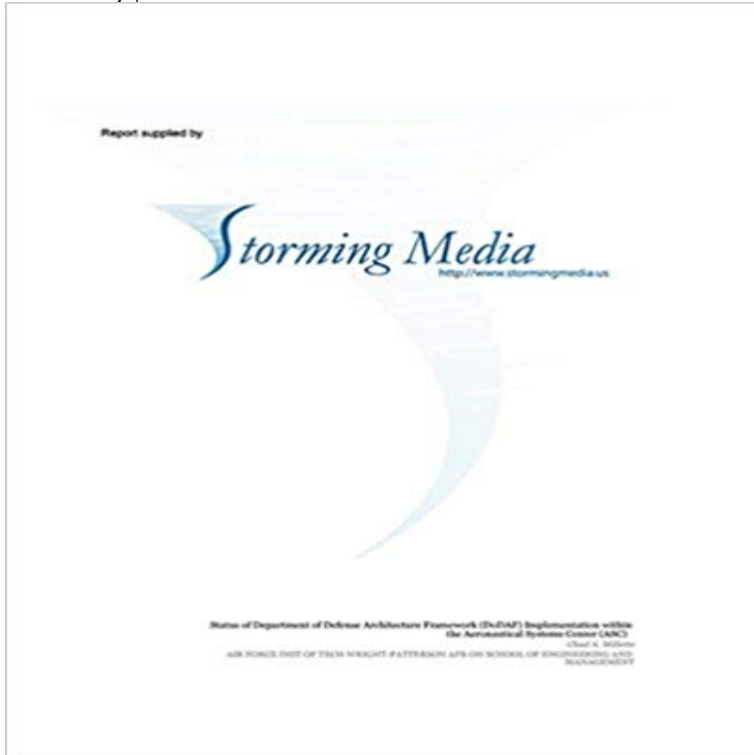 Report supplied by
Storming Media
http://www.stormingmedia.us
Status of Department of Defense Architecture Framework (DoDAF) Implementation within
the Aeronautical Systems Center (ASC)
Chad A. Millette
AIR FORCE INST OF TECH WRIGHT-PATTERSON AFB OH SCHOOL OF ENGINEERING AND
MANAGEMENT